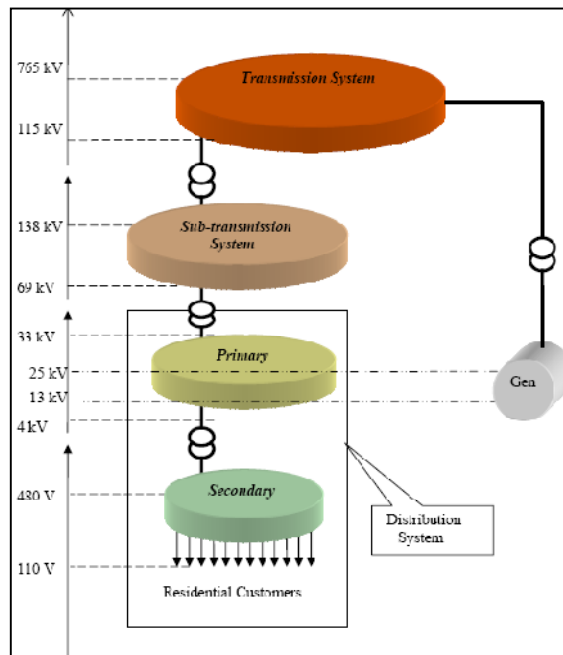 765 kV
Transmission System
115 kV
138 kV
Sub-transmission
System
69 kV
33 kV
Primary
25 kV
Gen
13 kV
4kV
Secondary
480 V
Distribution
System
110 V
Residential Customers